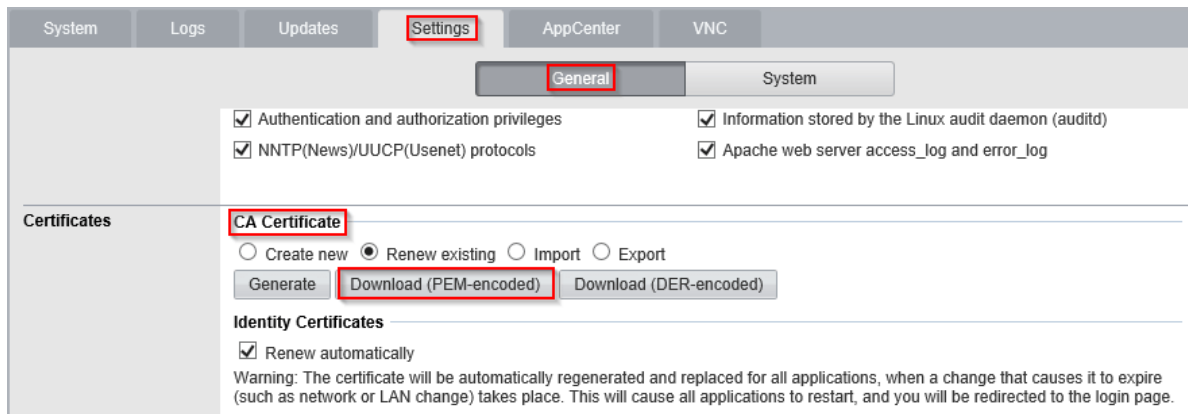 System Logs Updates Settings AppCenter VNC
General System
Authentication and authorization privileges Information stored by the Linux audit daemon (auditd)
NNTP(News)/UUCP(Usenet) protocols Apache web server access_log and error_log
Certificates CA Certificate
Create new Renew existing Import Export
Generate Download (PEM-encoded) Download (DER-encoded)
Identity Certificates
Renew automatically
Warning: The certificate will be automatically regenerated and replaced for all applications, when a change that causes it to expire
(such as network or LAN change) takes place. This will cause all applications to restart, and you will be redirected to the login page.